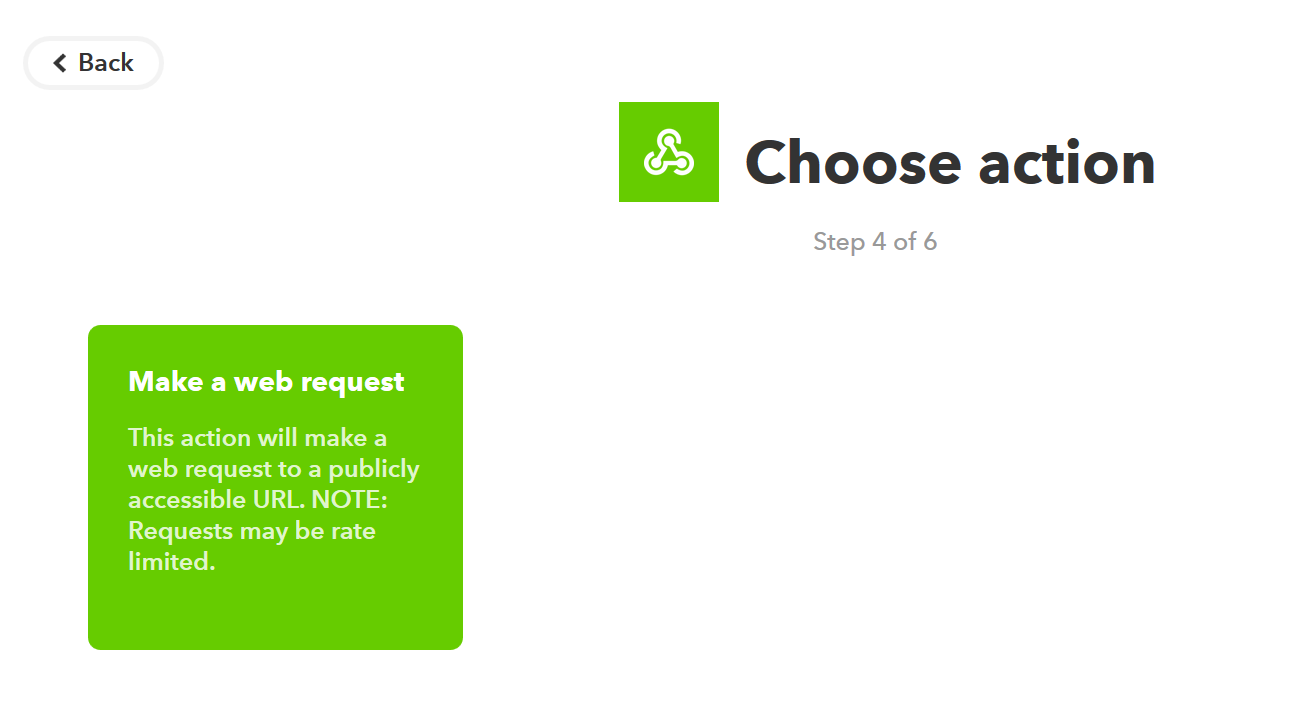 Back
Choose action
Step 4 of 6
Make a web request
This action will make a
web request to a publicly
accessible URL. NOTE:
Requests may be rate
limited.